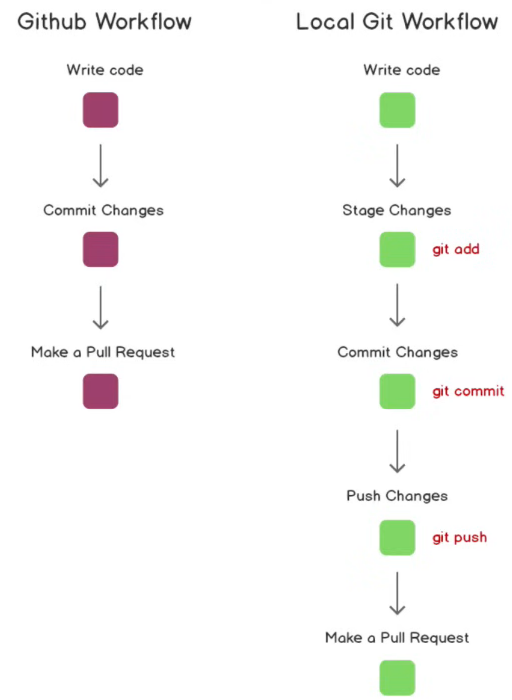 Github Workflow
Write code
Commit Changes
Make a Pull Request
Local Git Workflow
Write code
Stage Changes
git add
Commit Changes
git commit
Push Changes
git push
Make a Pull Request